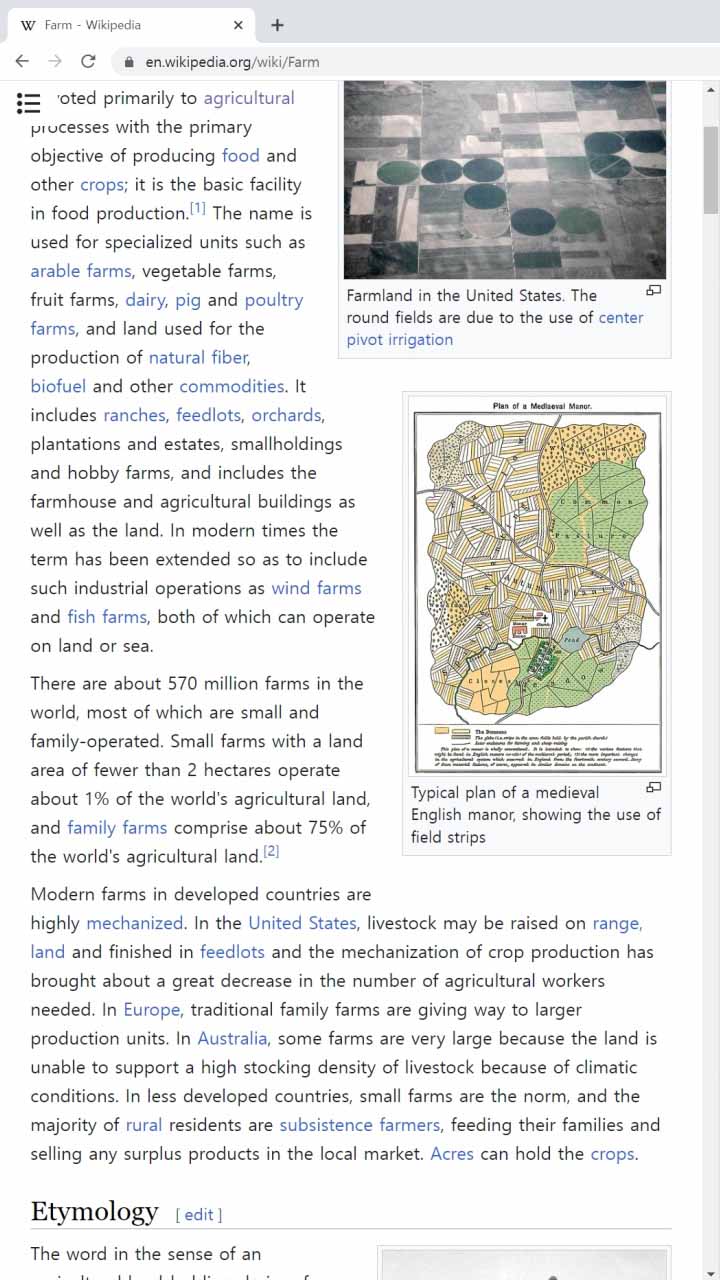 Farm - Wikipedia
en.wikipedia.org/wiki/Farm
voted primarily to agricultural
processes with the primary
objective of producing food and
other crops; it is the basic facility
in food production.[1] The name is
used for specialized units such as
arable farms, vegetable farms,
fruit farms, dairy, pig and poultry
farms, and land used for the
production of natural fiber,
biofuel and other commodities. It
includes ranches, feedlots, orchards,
plantations and estates, smallholdings
and hobby farms, and includes the
farmhouse and agricultural buildings as
well as the land. In modern times the
term has been extended so as to include
such industrial operations as wind farms
and fish farms, both of which can operate
on land or sea.
Farmland in the United States. The
round fields are due to the use of center
pivot irrigation
Plan of a Mediaeval Manor.
Common
Pasture
Autumn Planting
Manor House
Church
Pond
Close
Meadow
The Demesne
Typical plan of a medieval
English manor, showing the use of
field strips
There are about 570 million farms in the
world, most of which are small and
family-operated. Small farms with a land
area of fewer than 2 hectares operate
about 1% of the world's agricultural land,
and family farms comprise about 75% of
the world's agricultural land.[2]
Modern farms in developed countries are
highly mechanized. In the United States, livestock may be raised on range,
land and finished in feedlots and the mechanization of crop production has
brought about a great decrease in the number of agricultural workers
needed. In Europe, traditional family farms are giving way to larger
production units. In Australia, some farms are very large because the land is
unable to support a high stocking density of livestock because of climatic
conditions. In less developed countries, small farms are the norm, and the
majority of rural residents are subsistence farmers, feeding their families and
selling any surplus products in the local market. Acres can hold the crops.
Etymology [ edit ]
The word in the sense of an